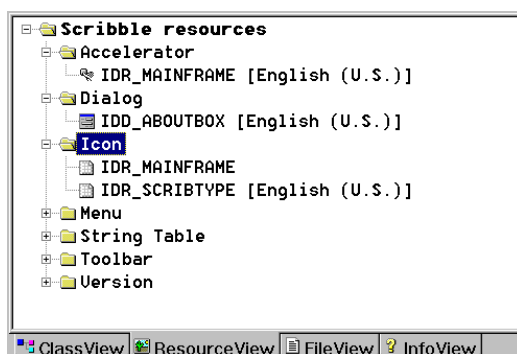 Scribble resources
Accelerator
IDR_MAINFRAME [English (U.S.)]
Dialog
IDD_ABOUTBOX [English (U.S.)]
Icon
IDR_MAINFRAME
IDR_SCRIBTYPE [English (U.S.)]
Menu
String Table
Toolbar
Version
ClassView ResourceView FileView InfoView